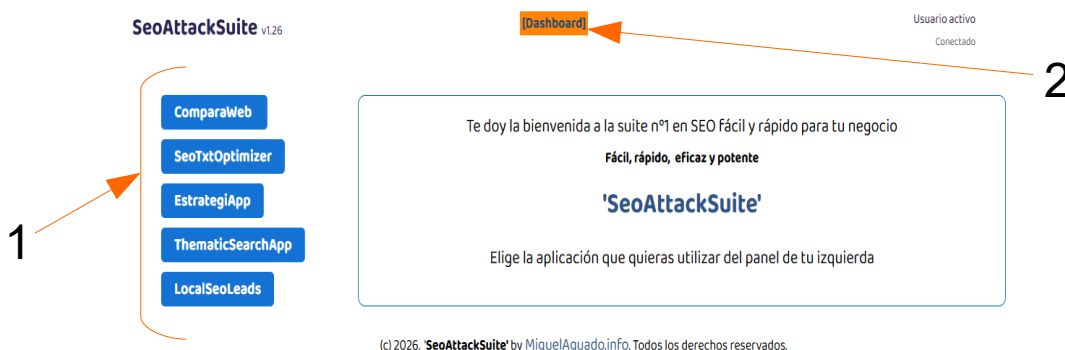 SeoAttackSuite v1.26
[Dashboard]
Usuario activo
Conectado
2
1
ComparaWeb
SeoTxtOptimizer
EstrategiApp
ThematicSearchApp
LocalSeoLeads
Te doy la bienvenida a la suite nº1 en SEO fácil y rápido para tu negocio
Fácil, rápido, eficaz y potente
'SeoAttackSuite'
Elige la aplicación que quieras utilizar del panel de tu izquierda
(c) 2026. 'SeoAttackSuite' by MiguelAguado.info. Todos los derechos reservados.